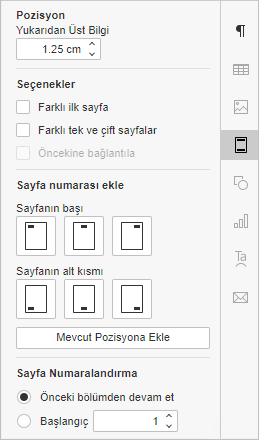 Pozisyon
Yukarıdan Üst Bilgi
1.25 cm
Seçenekler
Farklı ilk sayfa
Farklı tek ve çift sayfalar
Öncekine bağlantıla
Sayfa numarası ekle
Sayfanın başı
Sayfanın alt kısmı
Mevcut Pozisyona Ekle
Sayfa Numaralandırma
Önceki bölümden devam et
Başlangıç 1
¶
Ta